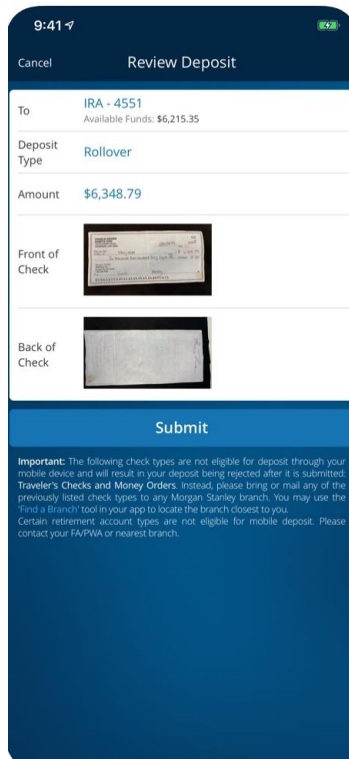 9:41
Cancel
Review Deposit
To
IRA - 4551
Available Funds: $6,215.35
Deposit
Type
Rollover
Amount
$6,348.79
Front of
Check
Back of
Check
Submit
Important: The following check types are not eligible for deposit through your
mobile device and will result in your deposit being rejected after it is submitted:
Traveler's Checks and Money Orders. Instead, please bring or mail any of the
previously listed check types to any Morgan Stanley branch. You may use the
'Find a Branch' tool in your app to locate the branch closest to you.
Certain retirement account types are not eligible for mobile deposit. Please
contact your FA/PWA or nearest branch.